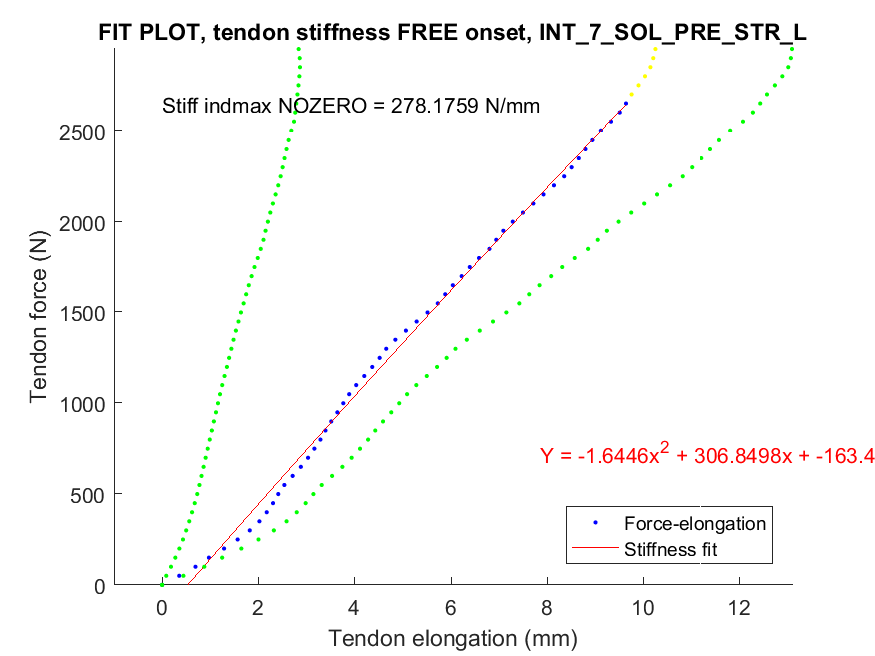 FIT PLOT, tendon stiffness FREE onset, INT_7_SOL_PRE_STR_L
Stiff indmax NOZERO = 278.1759 N/mm
2500
2000
1500
1000
500
0
Tendon force (N)
Y = -1.6446x² + 306.8498x + -163.4
Force-elongation
Stiffness fit
0 2 4 6 8 10 12
Tendon elongation (mm)